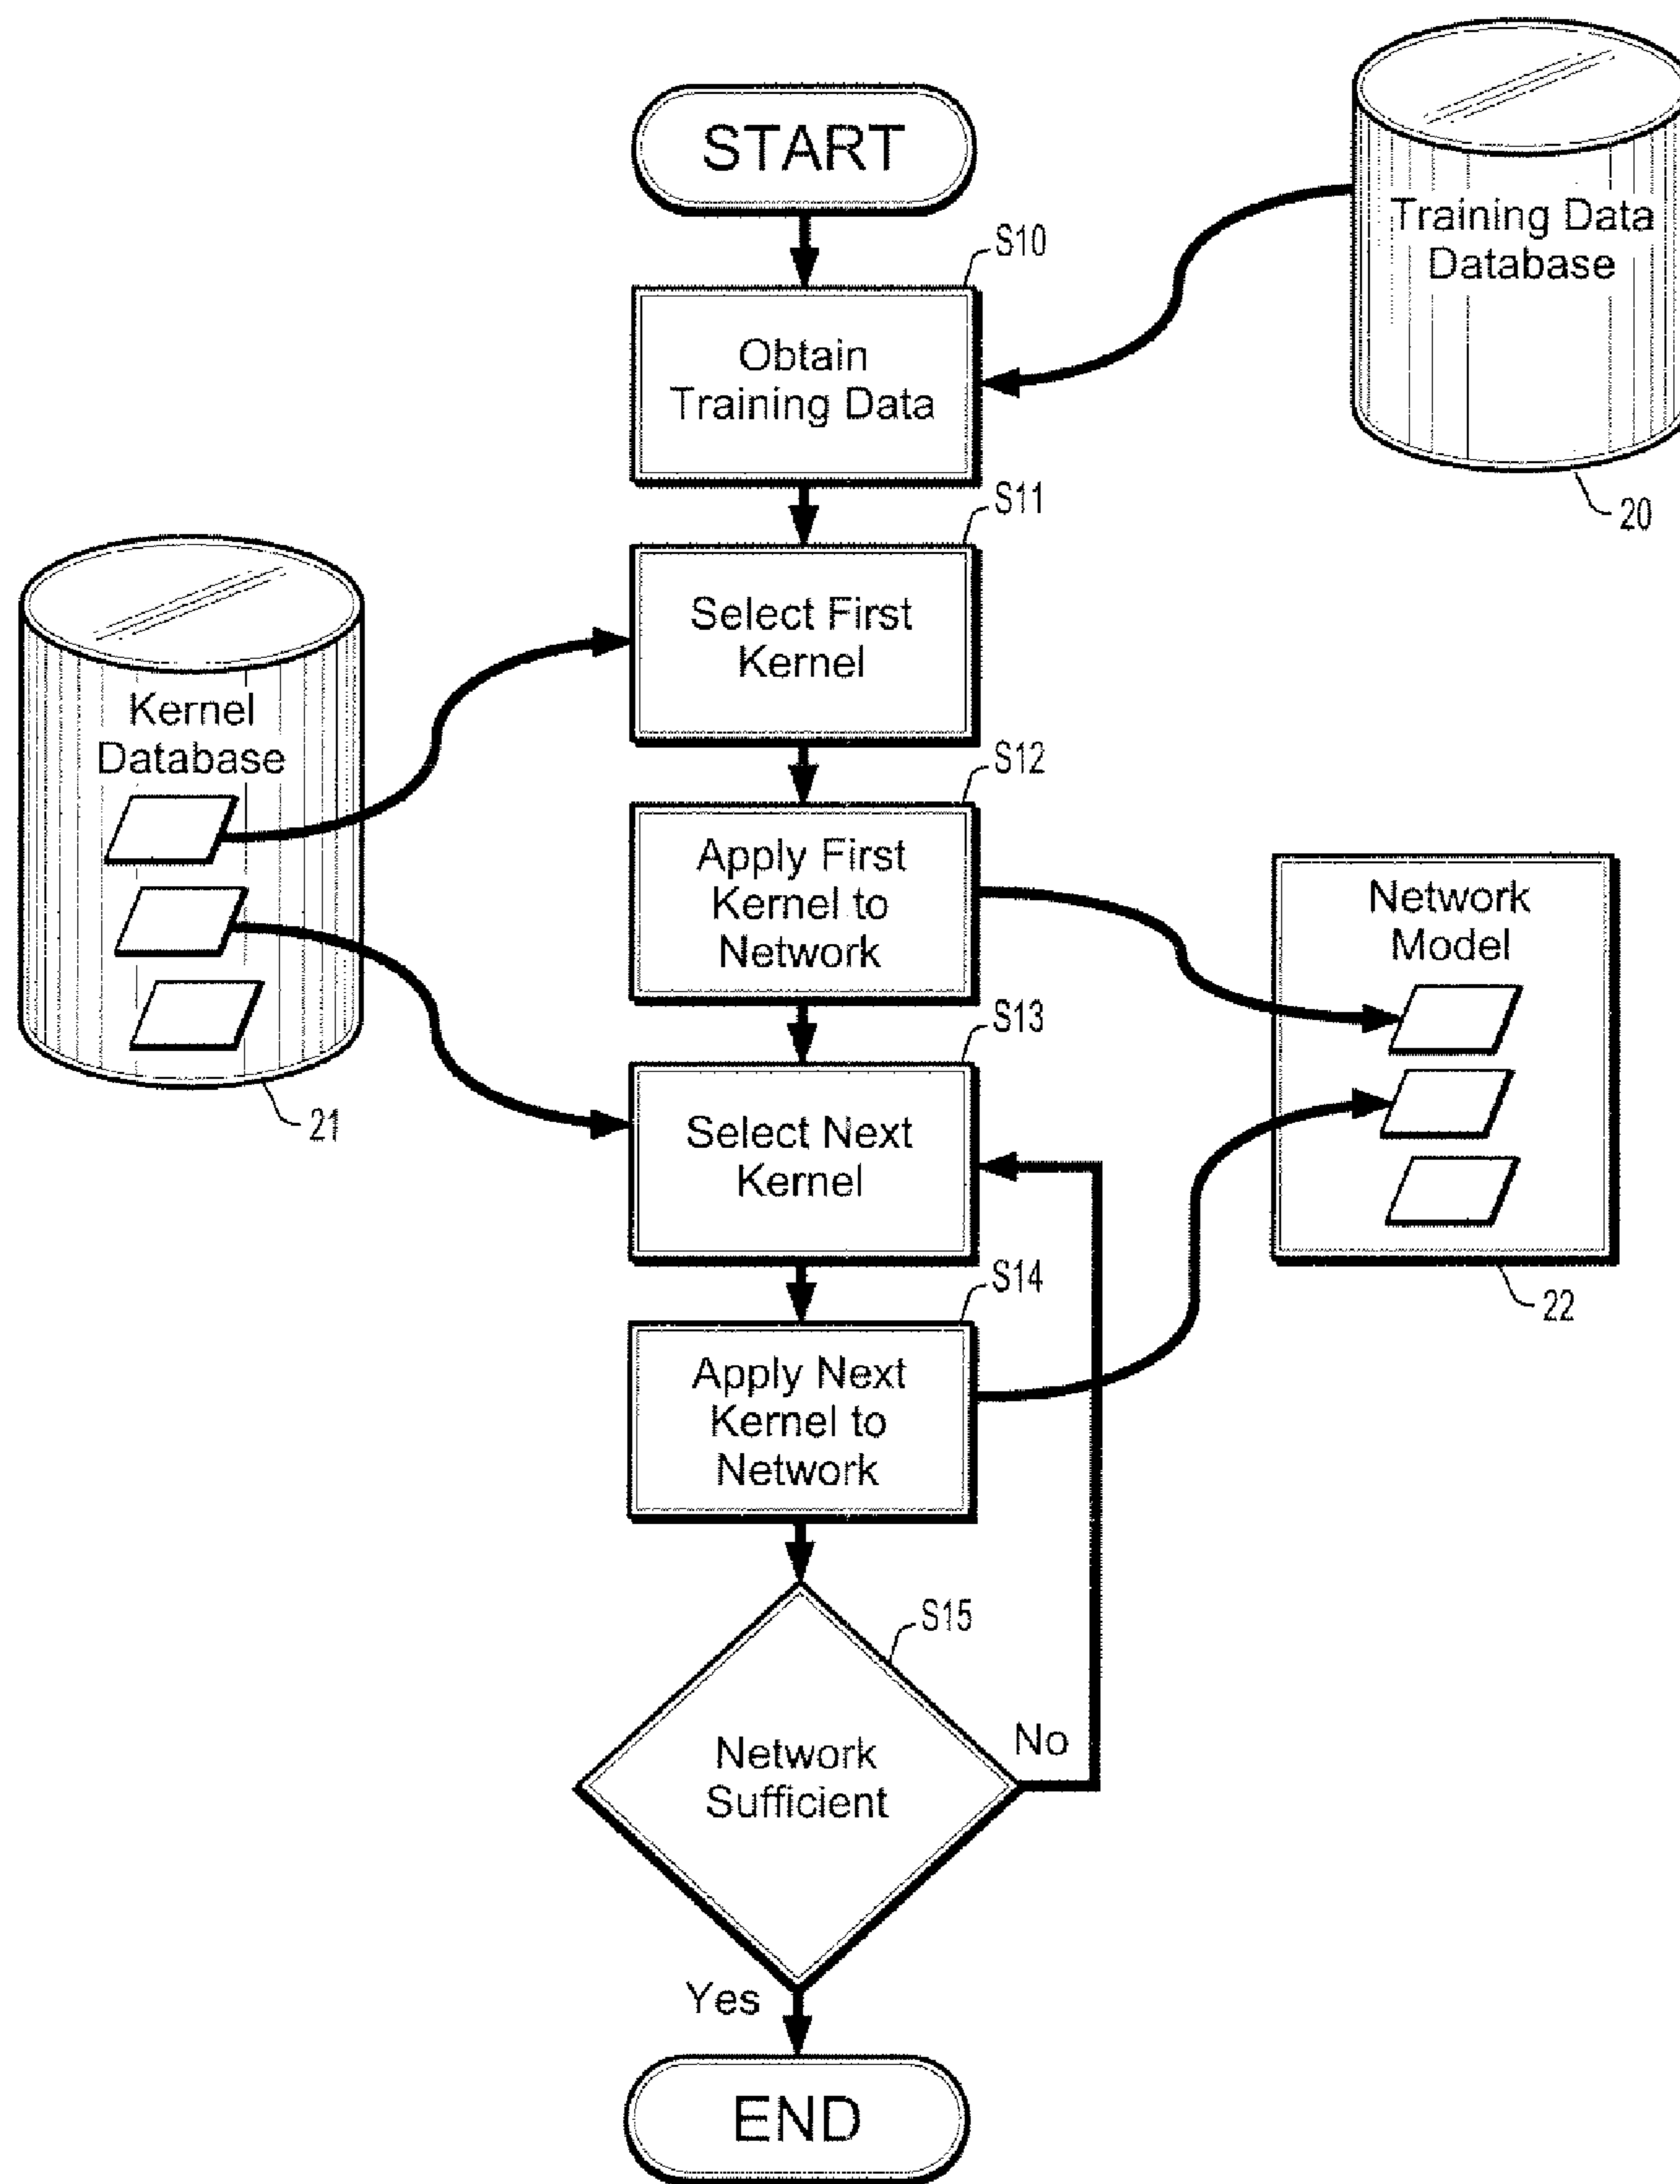 START
S10
Obtain
Training Data
Training Data
Database
20
S11
Select First
Kernel
Kernel
Database
21
S12
Apply First
Kernel to
Network
Network
Model
22
S13
Select Next
Kernel
S14
Apply Next
Kernel to
Network
S15
Network
Sufficient
No
Yes
END